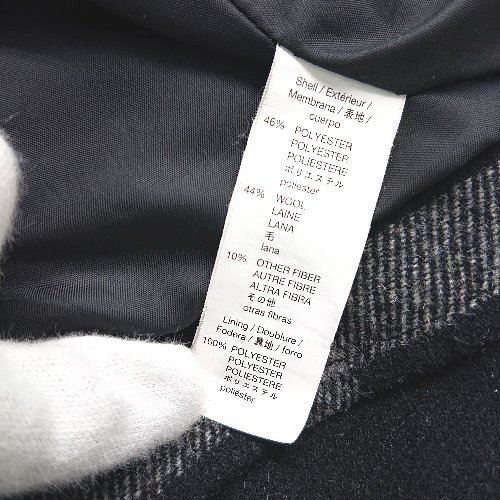 Shell / Extérieur /
Membrana / 表地 /
cuerpo
46% POLYESTER
POLYESTER
POLIESTERE
ポリエステル
poliéster
44% WOOL
LAINE
LANA
毛
lana
10% OTHER FIBER
AUTRE FIBRE
ALTRA FIBRA
その他
otras fibras
Lining / Doublure /
Fodera / 裏地 / forro
100% POLYESTER
POLYESTER
POLIESTERE
ポリエステル
poliéster